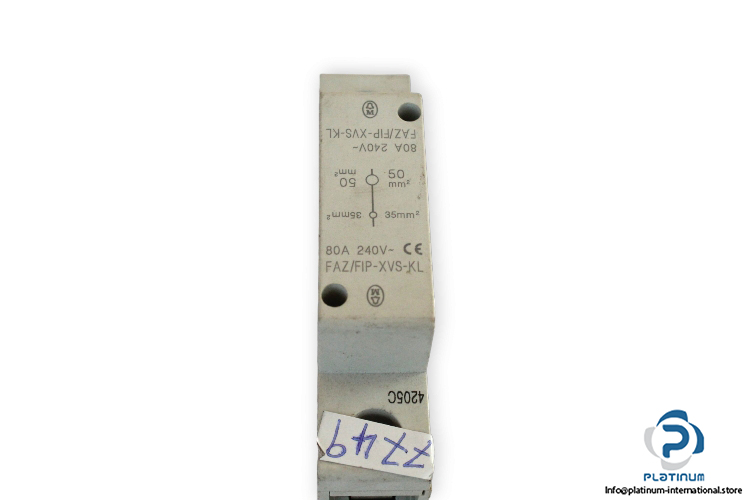 FAZ/FIP-XVS-KL
80A 240V~
50 mm² 50 mm²
35mm² 35mm²
80A 240V~ CE
FAZ/FIP-XVS-KL
M
4205C
7749
PLATINUM
Info@platinum-international.store